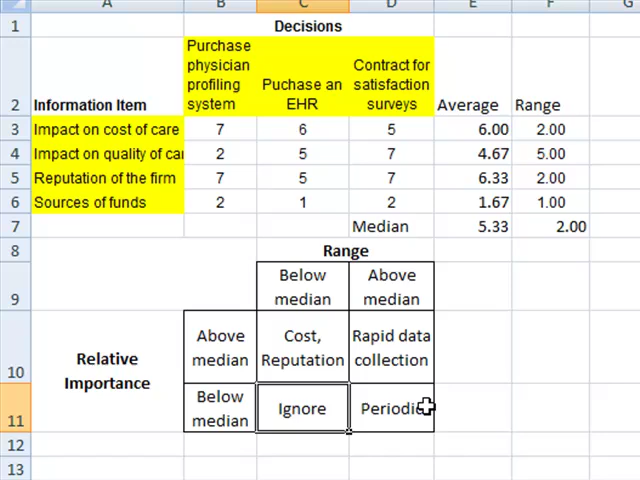 A B C D E F G
1 Decisions
Purchase
physician Contract for
profiling Puchase an satisfaction
2 Information Item system EHR surveys Average Range
3 Impact on cost of care 7 6 5 6.00 2.00
4 Impact on quality of car 2 5 7 4.67 5.00
5 Reputation of the firm 7 5 7 6.33 2.00
6 Sources of funds 2 1 2 1.67 1.00
7 Median 5.33 2.00
8 Range
Below Above
9 median median
Above Cost, Rapid data
10 median Reputation collection
Relative
Importance
Below
11 median Ignore Periodic
12
13